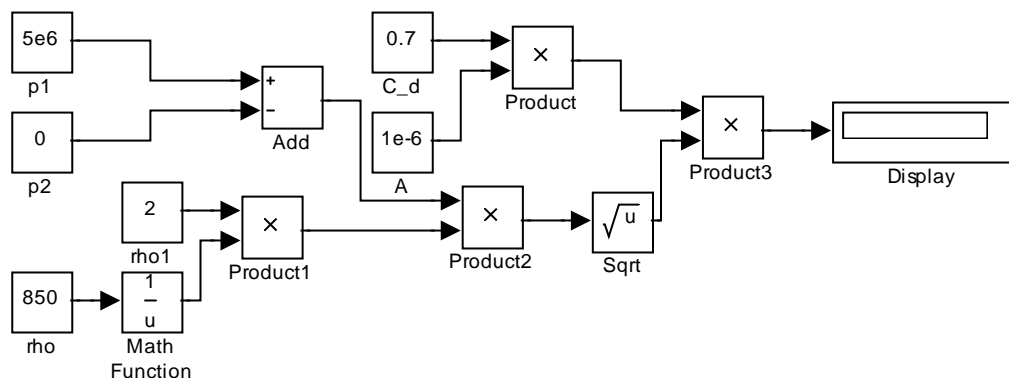 5e6
p1
0
p2
+
−
Add
0.7
C_d
1e-6
A
×
Product
×
Product3
Display
2
rho1
×
Product1
×
Product2
√u
Sqrt
850
rho
1
u
Math
Function